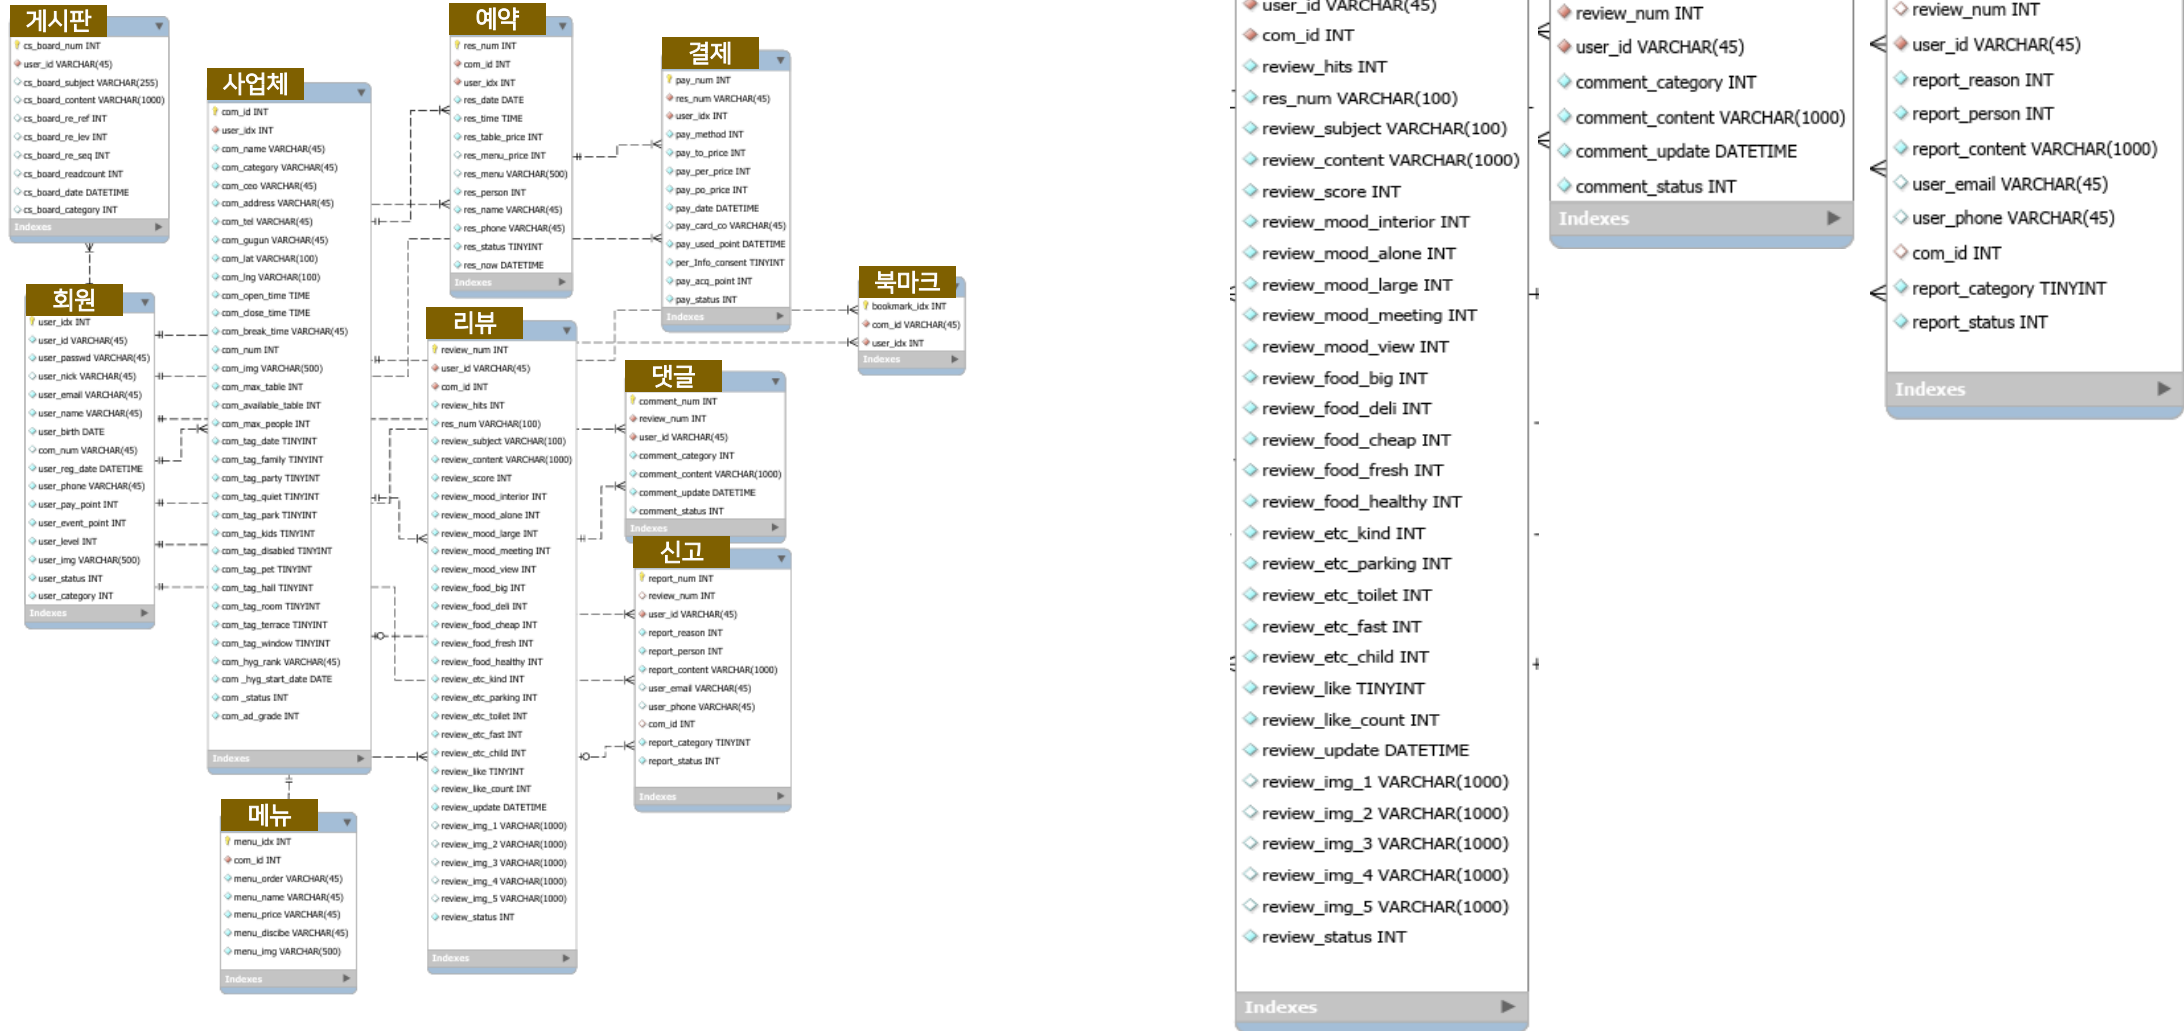 게시판
cs_board_num INT
user_id VARCHAR(45)
cs_board_subject VARCHAR(255)
cs_board_content VARCHAR(1000)
cs_board_re_ref INT
cs_board_re_lev INT
cs_board_re_seq INT
cs_board_readcount INT
cs_board_date DATETIME
cs_board_category INT
Indexes
회원
user_idx INT
user_id VARCHAR(45)
user_passwd VARCHAR(45)
user_nick VARCHAR(45)
user_email VARCHAR(45)
user_name VARCHAR(45)
user_birth DATE
com_num VARCHAR(45)
user_reg_date DATETIME
user_phone VARCHAR(45)
user_pay_point INT
user_event_point INT
user_level INT
user_img VARCHAR(500)
user_status INT
user_category INT
Indexes
사업체
com_id INT
user_idx INT
com_name VARCHAR(45)
com_category VARCHAR(45)
com_ceo VARCHAR(45)
com_address VARCHAR(45)
com_tel VARCHAR(45)
com_gugun VARCHAR(45)
com_lat VARCHAR(100)
com_lng VARCHAR(100)
com_open_time TIME
com_close_time TIME
com_break_time VARCHAR(45)
com_num INT
com_img VARCHAR(500)
com_max_table INT
com_available_table INT
com_max_people INT
com_tag_date TINYINT
com_tag_family TINYINT
com_tag_party TINYINT
com_tag_quiet TINYINT
com_tag_park TINYINT
com_tag_kids TINYINT
com_tag_disabled TINYINT
com_tag_pet TINYINT
com_tag_hall TINYINT
com_tag_room TINYINT
com_tag_terrace TINYINT
com_tag_window TINYINT
com_hyg_rank VARCHAR(45)
com _hyg_start_date DATE
com _status INT
com_ad_grade INT
Indexes
메뉴
menu_idx INT
com_id INT
menu_order VARCHAR(45)
menu_name VARCHAR(45)
menu_price VARCHAR(45)
menu_discibe VARCHAR(45)
menu_img VARCHAR(500)
Indexes
예약
res_num INT
com_id INT
user_idx INT
res_date DATE
res_time TIME
res_table_price INT
res_menu_price INT
res_menu VARCHAR(500)
res_person INT
res_name VARCHAR(45)
res_phone VARCHAR(45)
res_status TINYINT
res_now DATETIME
Indexes
리뷰
review_num INT
user_id VARCHAR(45)
com_id INT
review_hits INT
res_num VARCHAR(100)
review_subject VARCHAR(100)
review_content VARCHAR(1000)
review_score INT
review_mood_interior INT
review_mood_alone INT
review_mood_large INT
review_mood_meeting INT
review_mood_view INT
review_food_big INT
review_food_deli INT
review_food_cheap INT
review_food_fresh INT
review_food_healthy INT
review_etc_kind INT
review_etc_parking INT
review_etc_toilet INT
review_etc_fast INT
review_etc_child INT
review_like TINYINT
review_like_count INT
review_update DATETIME
review_img_1 VARCHAR(1000)
review_img_2 VARCHAR(1000)
review_img_3 VARCHAR(1000)
review_img_4 VARCHAR(1000)
review_img_5 VARCHAR(1000)
review_status INT
Indexes
결제
pay_num INT
res_num VARCHAR(45)
user_idx INT
pay_method INT
pay_to_price INT
pay_per_price INT
pay_po_price INT
pay_date DATETIME
pay_card_co VARCHAR(45)
pay_used_point DATETIME
per_Info_consent TINYINT
pay_acq_point INT
pay_status INT
Indexes
북마크
bookmark_idx INT
com_id VARCHAR(45)
user_idx INT
Indexes
댓글
comment_num INT
review_num INT
user_id VARCHAR(45)
comment_category INT
comment_content VARCHAR(1000)
comment_update DATETIME
comment_status INT
Indexes
신고
report_num INT
review_num INT
user_id VARCHAR(45)
report_reason INT
report_person INT
report_content VARCHAR(1000)
user_email VARCHAR(45)
user_phone VARCHAR(45)
com_id INT
report_category TINYINT
report_status INT
Indexes
user_id VARCHAR(45)
com_id INT
review_hits INT
res_num VARCHAR(100)
review_subject VARCHAR(100)
review_content VARCHAR(1000)
review_score INT
review_mood_interior INT
review_mood_alone INT
review_mood_large INT
review_mood_meeting INT
review_mood_view INT
review_food_big INT
review_food_deli INT
review_food_cheap INT
review_food_fresh INT
review_food_healthy INT
review_etc_kind INT
review_etc_parking INT
review_etc_toilet INT
review_etc_fast INT
review_etc_child INT
review_like TINYINT
review_like_count INT
review_update DATETIME
review_img_1 VARCHAR(1000)
review_img_2 VARCHAR(1000)
review_img_3 VARCHAR(1000)
review_img_4 VARCHAR(1000)
review_img_5 VARCHAR(1000)
review_status INT
Indexes
review_num INT
user_id VARCHAR(45)
comment_category INT
comment_content VARCHAR(1000)
comment_update DATETIME
comment_status INT
Indexes
review_num INT
user_id VARCHAR(45)
report_reason INT
report_person INT
report_content VARCHAR(1000)
user_email VARCHAR(45)
user_phone VARCHAR(45)
com_id INT
report_category TINYINT
report_status INT
Indexes